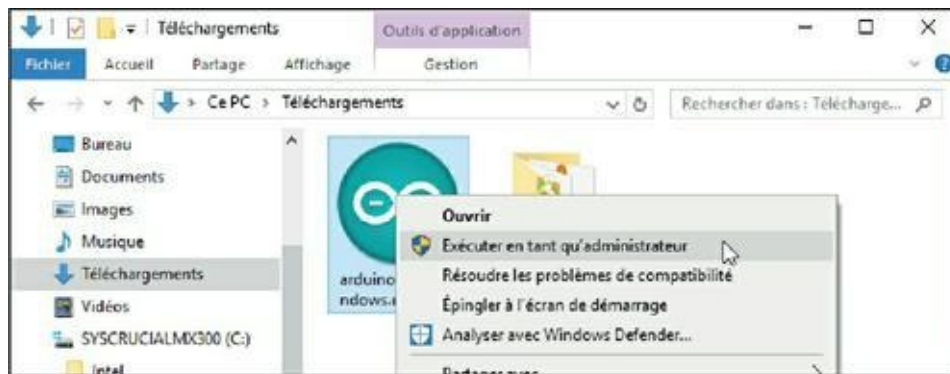 Téléchargements
Outils d'application
Fichier Accueil Partage Affichage Gestion
Ce PC > Téléchargements
Rechercher dans : Télécharge...
Bureau
Documents
Images
Musique
Téléchargements
Vidéos
SYSCRUCIALMX300 (C:)
Intel
arduino
ndows.
Ouvrir
Exécuter en tant qu'administrateur
Résoudre les problèmes de compatibilité
Épingler à l'écran de démarrage
Analyser avec Windows Defender...
Partager avec